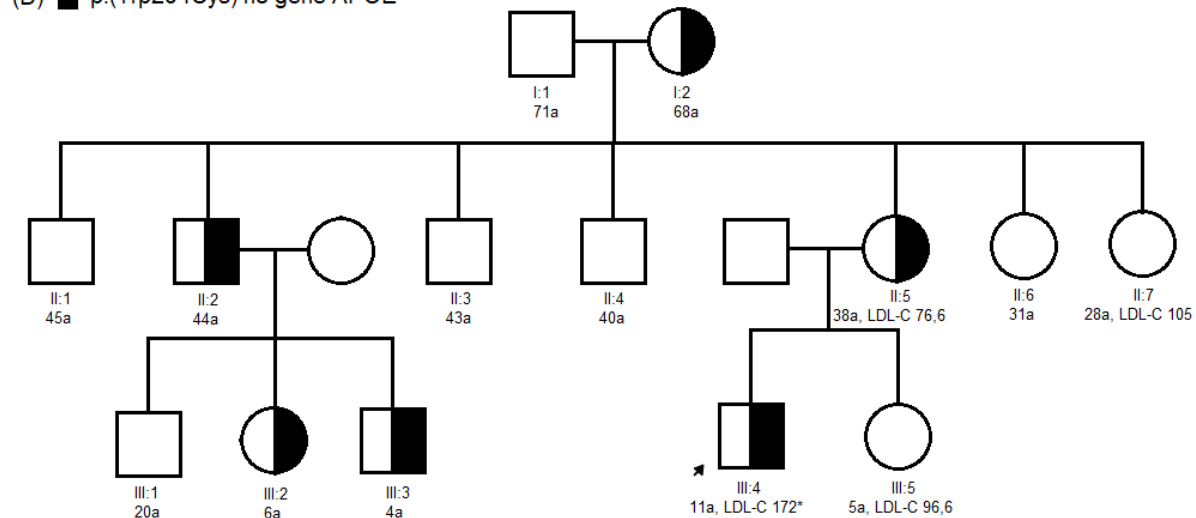 I:1
71a
I:2
68a
II:1
45a
II:2
44a
II:3
43a
II:4
40a
II:5
38a, LDL-C 76,6
II:6
31a
II:7
28a, LDL-C 105
III:1
20a
III:2
6a
III:3
4a
III:4
11a, LDL-C 172*
III:5
5a, LDL-C 96,6